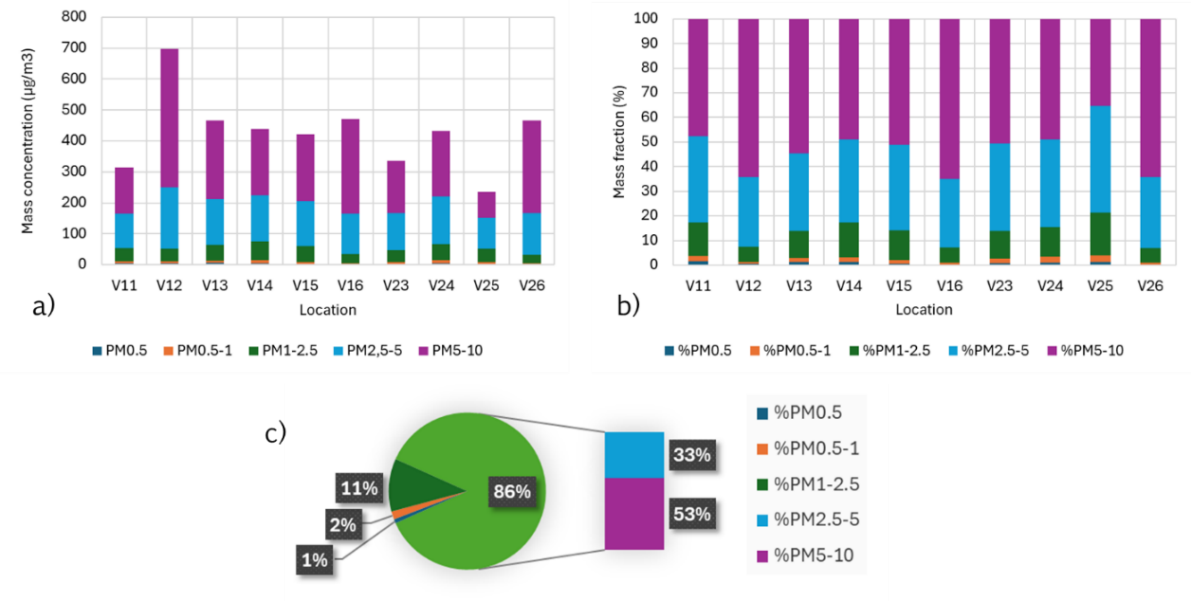 800
700
600
500
400
300
200
100
0
Mass concentration (µg/m3)
V11 V12 V13 V14 V15 V16 V23 V24 V25 V26
Location
a)
PM0.5 PM0.5-1 PM1-2.5 PM2,5-5 PM5-10
100
90
80
70
60
50
40
30
20
10
0
Mass fraction (%)
V11 V12 V13 V14 V15 V16 V23 V24 V25 V26
Location
b)
%PM0.5 %PM0.5-1 %PM1-2.5 %PM2.5-5 %PM5-10
c)
11%
2%
1%
86%
33%
53%
%PM0.5
%PM0.5-1
%PM1-2.5
%PM2.5-5
%PM5-10